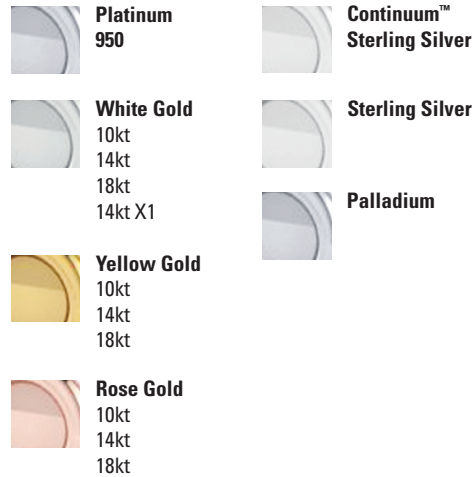 Platinum
950
White Gold
10kt
14kt
18kt
14kt X1
Yellow Gold
10kt
14kt
18kt
Rose Gold
10kt
14kt
18kt
Continuum™
Sterling Silver
Sterling Silver
Palladium